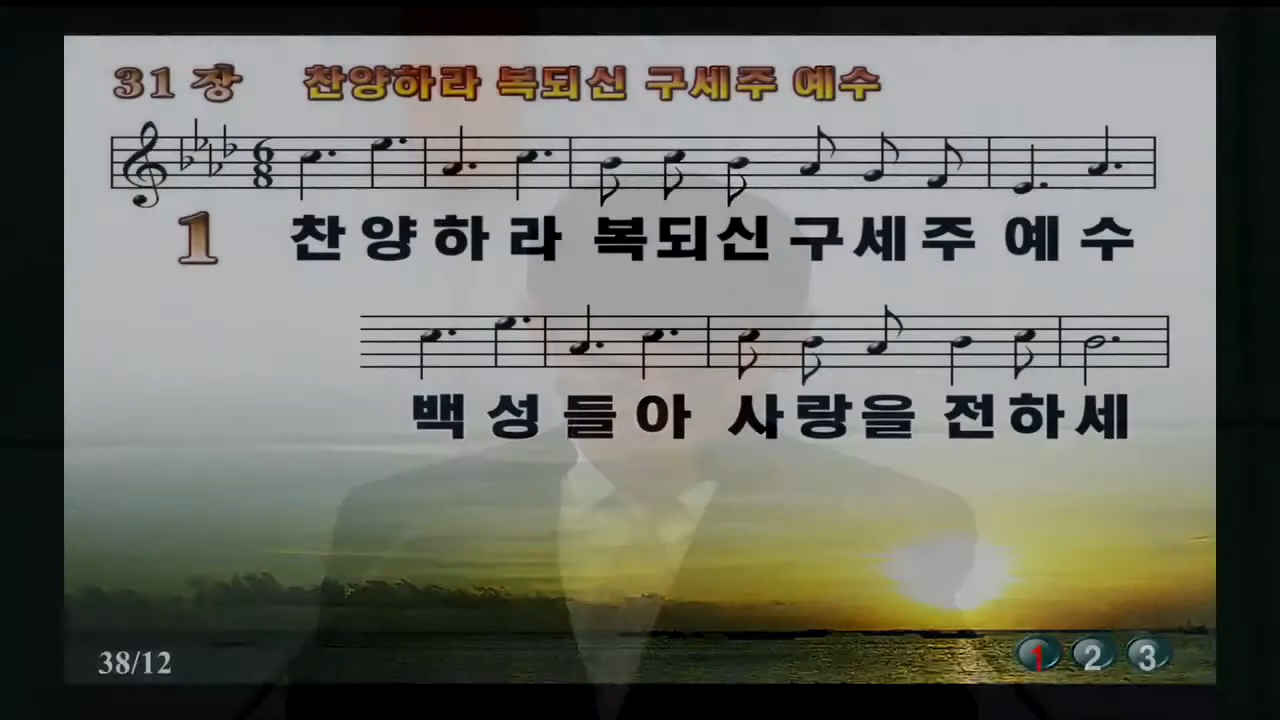 31 장 찬양하라 복되신 구세주 예수
6
8
1 찬양하라 복되신 구세주 예수
백성들아 사랑을 전하세
38/12
1 2 3